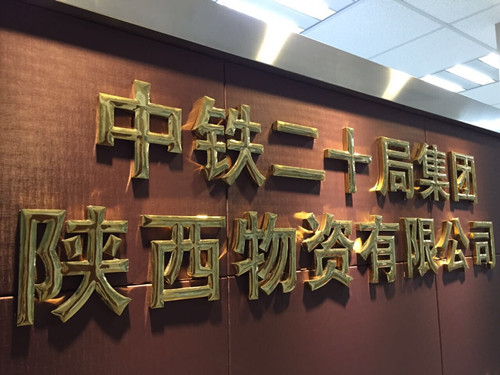 中铁二十局集团
陕西物资有限公司